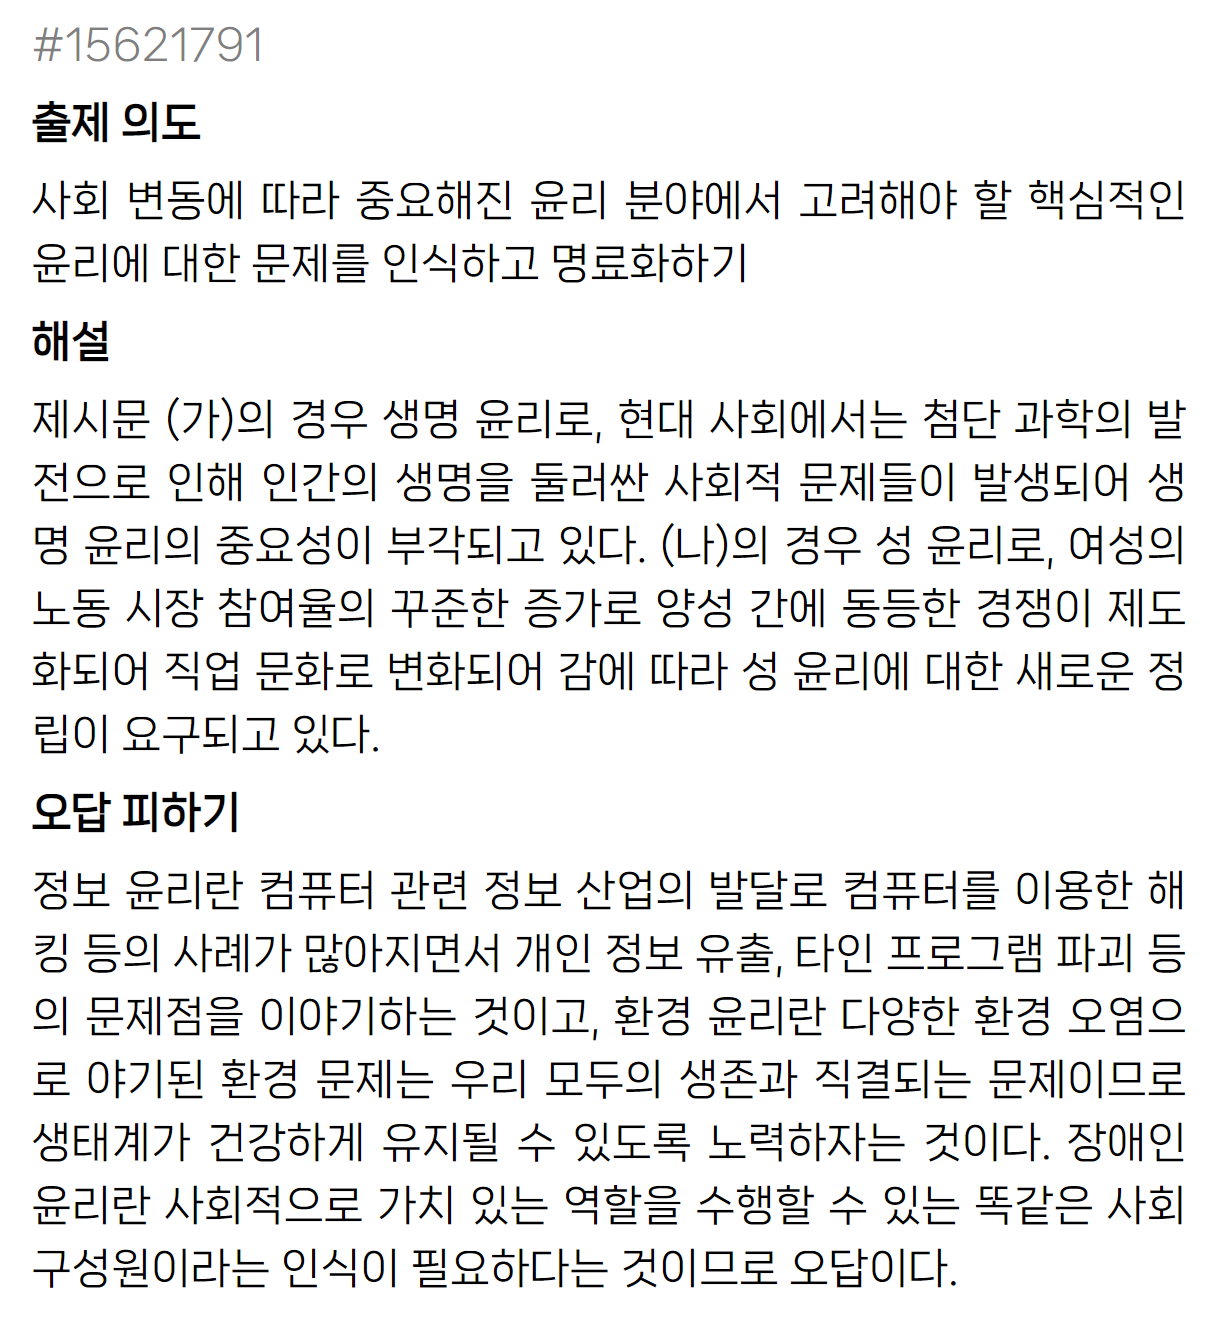 #15621791
출제 의도
사회 변동에 따라 중요해진 윤리 분야에서 고려해야 할 핵심적인
윤리에 대한 문제를 인식하고 명료화하기
해설
제시문 (가)의 경우 생명 윤리로, 현대 사회에서는 첨단 과학의 발
전으로 인해 인간의 생명을 둘러싼 사회적 문제들이 발생되어 생
명 윤리의 중요성이 부각되고 있다. (나)의 경우 성 윤리로, 여성의
노동 시장 참여율의 꾸준한 증가로 양성 간에 동등한 경쟁이 제도
화되어 직업 문화로 변화되어 감에 따라 성 윤리에 대한 새로운 정
립이 요구되고 있다.
오답 피하기
정보 윤리란 컴퓨터 관련 정보 산업의 발달로 컴퓨터를 이용한 해
킹 등의 사례가 많아지면서 개인 정보 유출, 타인 프로그램 파괴 등
의 문제점을 이야기하는 것이고, 환경 윤리란 다양한 환경 오염으
로 야기된 환경 문제는 우리 모두의 생존과 직결되는 문제이므로
생태계가 건강하게 유지될 수 있도록 노력하자는 것이다. 장애인
윤리란 사회적으로 가치 있는 역할을 수행할 수 있는 똑같은 사회
구성원이라는 인식이 필요하다는 것이므로 오답이다.